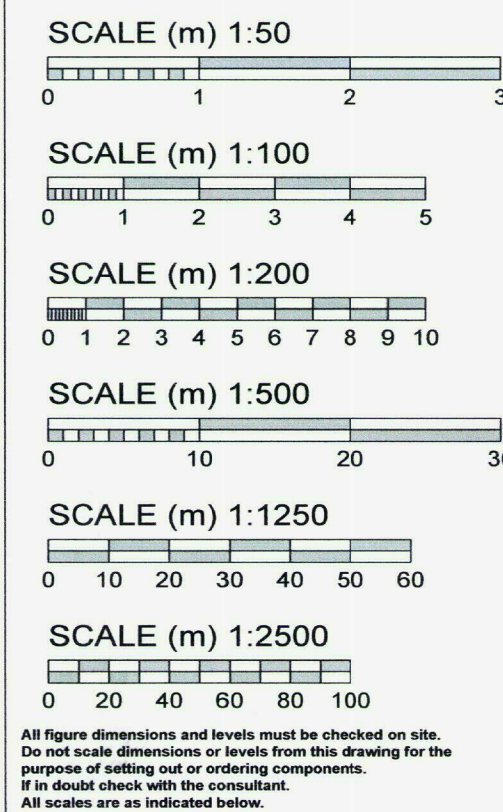 SCALE (m) 1:50
0 1 2 3
SCALE (m) 1:100
0 1 2 3 4 5
SCALE (m) 1:200
0 1 2 3 4 5 6 7 8 9 10
SCALE (m) 1:500
0 10 20 30
SCALE (m) 1:1250
0 10 20 30 40 50 60
SCALE (m) 1:2500
0 20 40 60 80 100
All figure dimensions and levels must be checked on site.
Do not scale dimensions or levels from this drawing for the
purpose of setting out or ordering components.
If in doubt check with the consultant.
All scales are as indicated below.